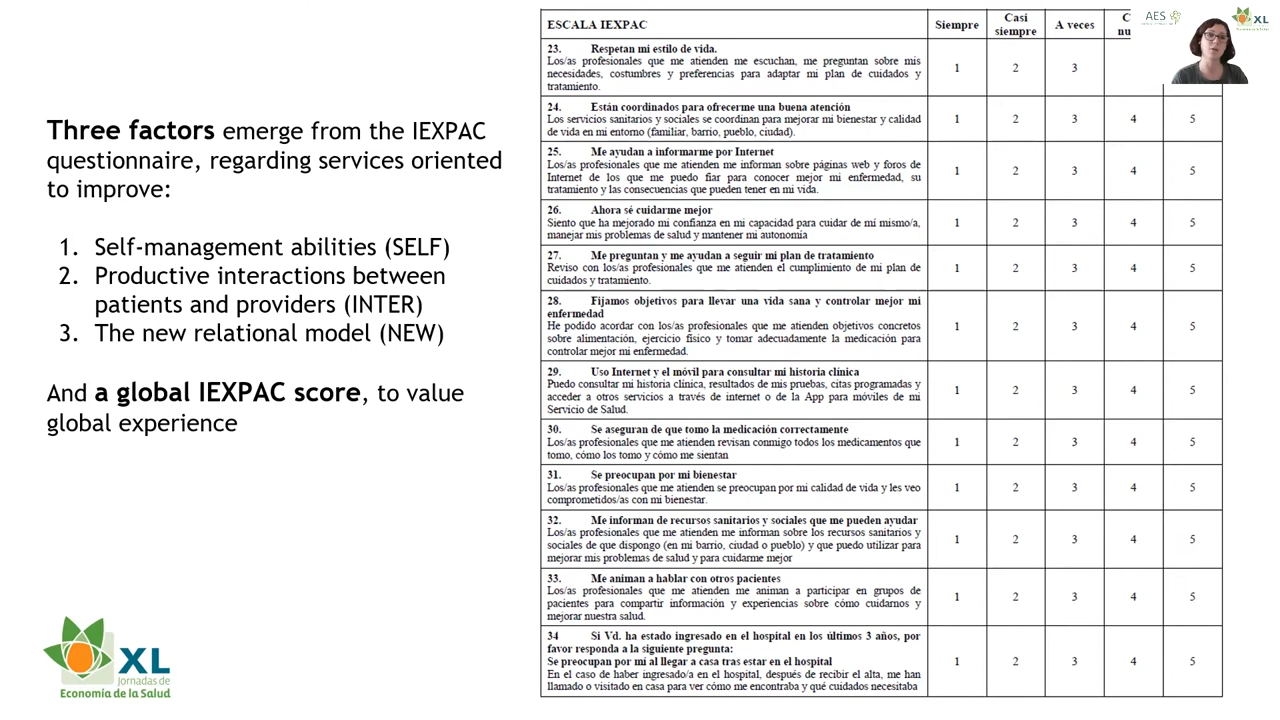 Three factors emerge from the IEXPAC
questionnaire, regarding services oriented
to improve:
1. Self-management abilities (SELF)
2. Productive interactions between
patients and providers (INTER)
3. The new relational model (NEW)
And a global IEXPAC score, to value
global experience
XL
Jornadas de
Economía de la Salud
ESCALA IEXPAC Siempre Casi siempre A veces
23. Respetan mi estilo de vida.
Los/as profesionales que me atienden me escuchan, me preguntan sobre mis
necesidades, costumbres y preferencias para adaptar mi plan de cuidados y
tratamiento.
1 2 3
24. Están coordinados para ofrecerme una buena atención
Los servicios sanitarios y sociales se coordinan para mejorar mi bienestar y calidad
de vida en mi entorno (familiar, barrio, pueblo, ciudad).
1 2 3 4 5
25. Me ayudan a informarme por Internet
Los/as profesionales que me atienden me informan sobre páginas web y foros de
Internet de los que me puedo fiar para conocer mejor mi enfermedad, su
tratamiento y las consecuencias que pueden tener en mi vida.
1 2 3 4 5
26. Ahora sé cuidarme mejor
Siento que ha mejorado mi confianza en mi capacidad para cuidar de mí mismo/a,
manejar mis problemas de salud y mantener mi autonomía
1 2 3 4 5
27. Me preguntan y me ayudan a seguir mi plan de tratamiento
Reviso con los/as profesionales que me atienden el cumplimiento de mi plan de
cuidados y tratamiento.
1 2 3 4 5
28. Fijamos objetivos para llevar una vida sana y controlar mejor mi
enfermedad
He podido acordar con los/as profesionales que me atienden objetivos concretos
sobre alimentación, ejercicio físico y tomar adecuadamente la medicación para
controlar mejor mi enfermedad.
1 2 3 4 5
29. Uso Internet y el móvil para consultar mi historia clínica
Puedo consultar mi historia clínica, resultados de mis pruebas, citas programadas y
acceder a otros servicios a través de internet o de la App para móviles de mi
Servicio de Salud.
1 2 3 4 5
30. Se aseguran de que tomo la medicación correctamente
Los/as profesionales que me atienden revisan conmigo todos los medicamentos que
tomo, cómo los tomo y cómo me sientan
1 2 3 4 5
31. Se preocupan por mi bienestar
Los/as profesionales que me atienden se preocupan por mi calidad de vida y les veo
comprometidos/as con mi bienestar.
1 2 3 4 5
32. Me informan de recursos sanitarios y sociales que me pueden ayudar
Los/as profesionales que me atienden me informan sobre los recursos sanitarios y
sociales de que dispongo (en mi barrio, ciudad o pueblo) y que puedo utilizar para
mejorar mis problemas de salud y para cuidarme mejor
1 2 3 4 5
33. Me animan a hablar con otros pacientes
Los/as profesionales que me atienden me animan a participar en grupos de
pacientes para compartir información y experiencias sobre cómo cuidarnos y
mejorar nuestra salud.
1 2 3 4 5
34 Si Vd. ha estado ingresado en el hospital en los últimos 3 años, por
favor responda a la siguiente pregunta:
Se preocupan por mí al llegar a casa tras estar en el hospital
En el caso de haber ingresado/a en el hospital, después de recibir el alta, me han
llamado o visitado en casa para ver cómo me encontraba y qué cuidados necesitaba
1 2 3 4 5
AES
XL